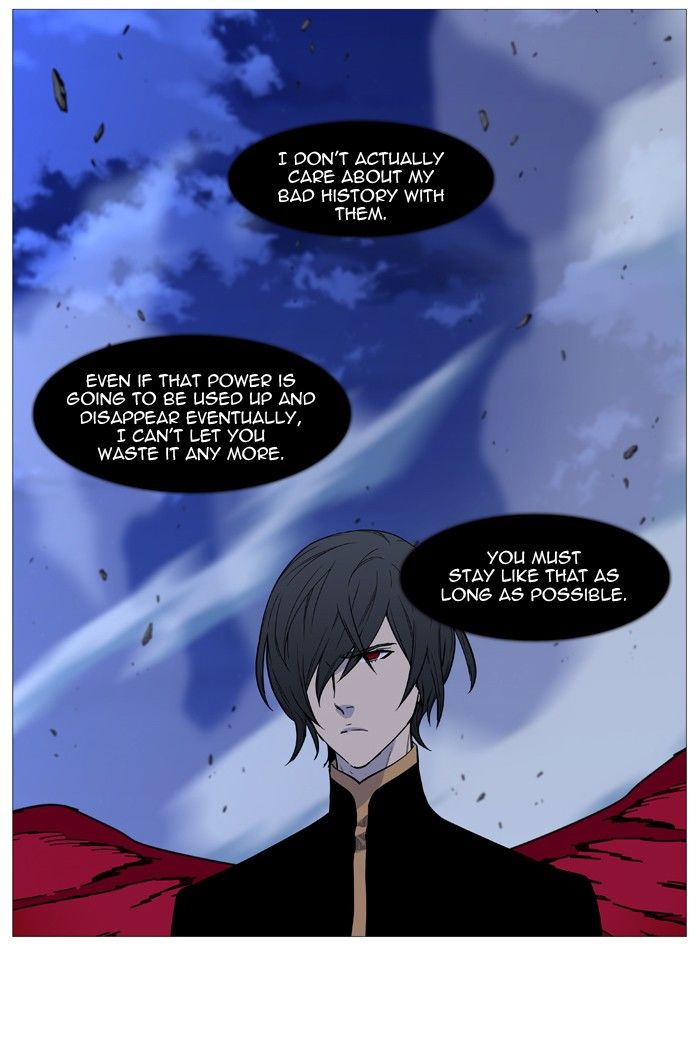 I DON'T ACTUALLY
CARE ABOUT MY
BAD HISTORY WITH
THEM.
EVEN IF THAT POWER IS
GOING TO BE USED UP AND
DISAPPEAR EVENTUALLY,
I CAN'T LET YOU
WASTE IT ANY MORE.
YOU MUST
STAY LIKE THAT AS
LONG AS POSSIBLE.